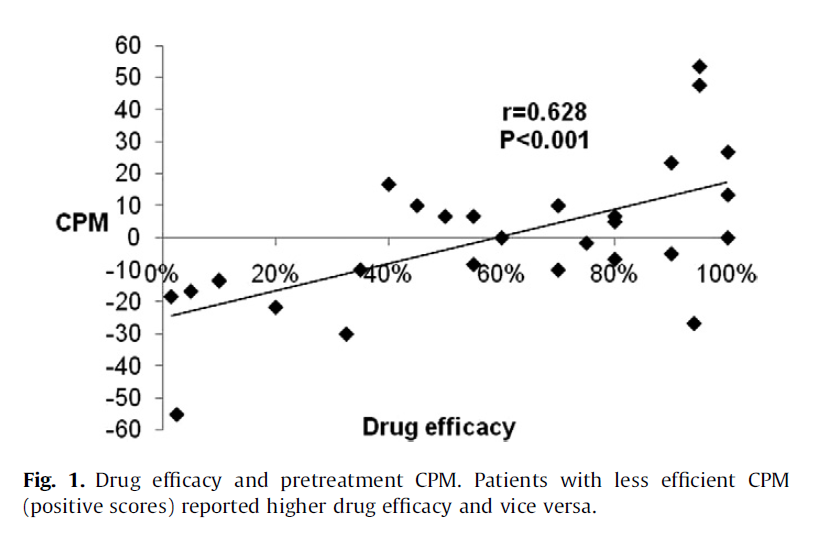 60
50
40
30
20
10
0
-10
-20
-30
-40
-50
-60
CPM
r=0.628
P<0.001
0% 20% 40% 60% 80% 100%
Drug efficacy
Fig. 1. Drug efficacy and pretreatment CPM. Patients with less efficient CPM
(positive scores) reported higher drug efficacy and vice versa.